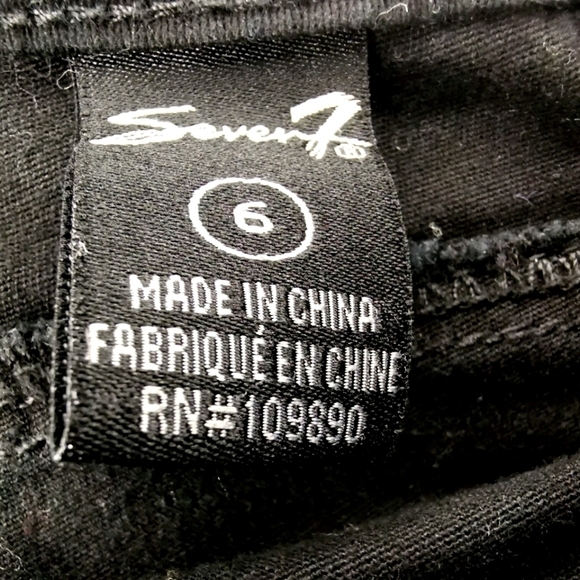 Seven7®
6
MADE IN CHINA
FABRIQUÉ EN CHINE
RN#109890